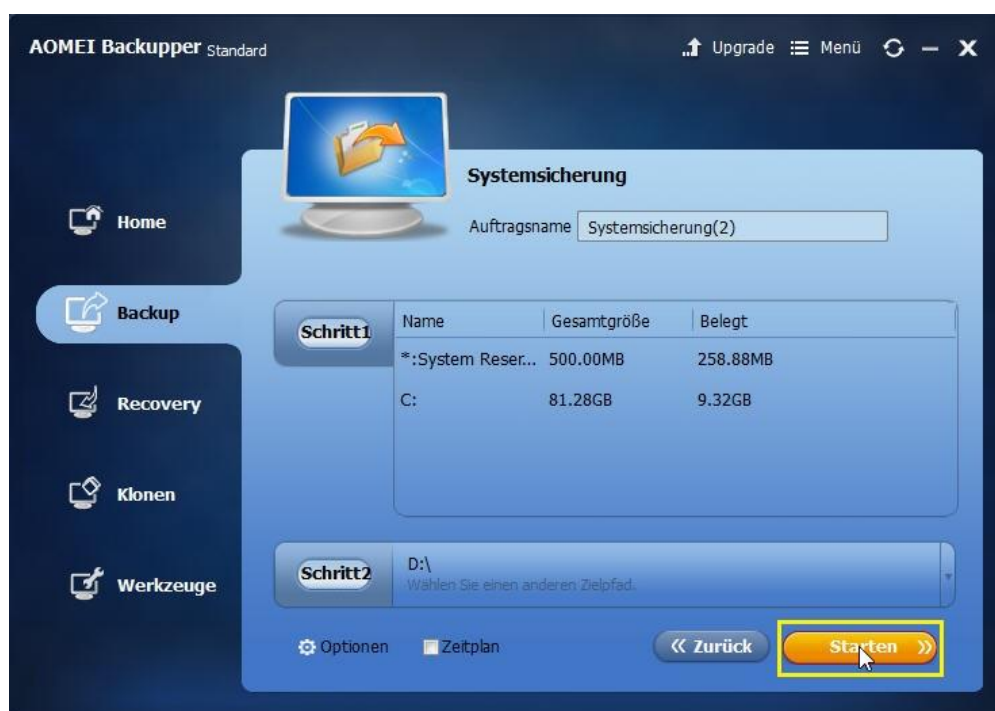 AOMEI Backupper Standard
Upgrade
Menü
Systemsicherung
Auftragsname Systemsicherung(2)
Home
Backup
Recovery
Klonen
Werkzeuge
Schritt1
Name Gesamtgröße Belegt
*:System Reser... 500.00MB 258.88MB
C: 81.28GB 9.32GB
Schritt2
D:\
Wählen Sie einen anderen Zielpfad.
Optionen
Zeitplan
Zurück
Starten